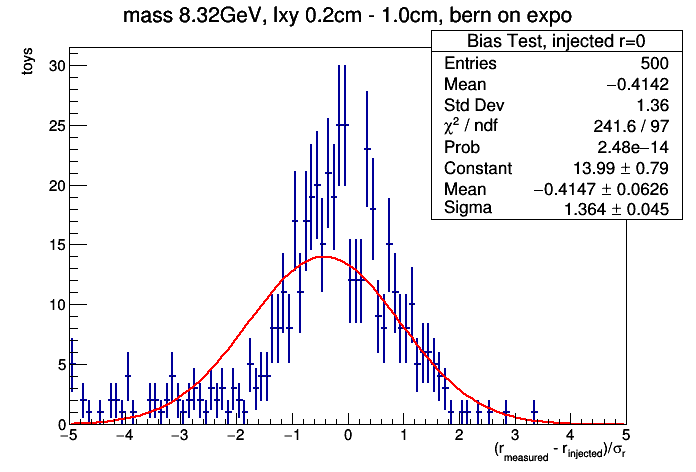 mass 8.32GeV, lxy 0.2cm - 1.0cm, bern on expo
Bias Test, injected r=0
Entries 500
Mean −0.4142
Std Dev 1.36
χ² / ndf 241.6 / 97
Prob 2.48e−14
Constant 13.99 ± 0.79
Mean −0.4147 ± 0.0626
Sigma 1.364 ± 0.045
toys
30
25
20
15
10
5
0
−5 −4 −3 −2 −1 0 1 2 3 4 5
(r_measured - r_injected)/σ_r